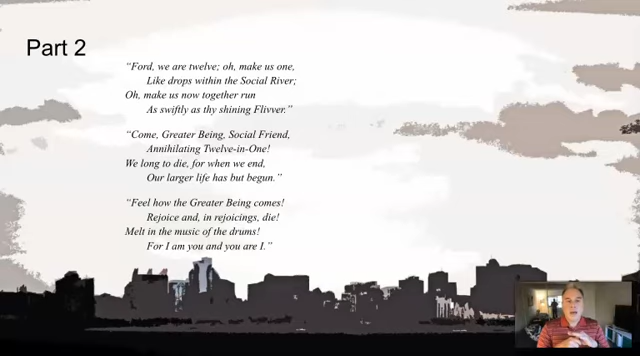 Part 2
“Ford, we are twelve; oh, make us one,
Like drops within the Social River;
Oh, make us now together run
As swiftly as thy shining Flivver.”
“Come, Greater Being, Social Friend,
Annihilating Twelve-in-One!
We long to die, for when we end,
Our larger life has but begun.”
“Feel how the Greater Being comes!
Rejoice and, in rejoicings, die!
Melt in the music of the drums!
For I am you and you are I.”